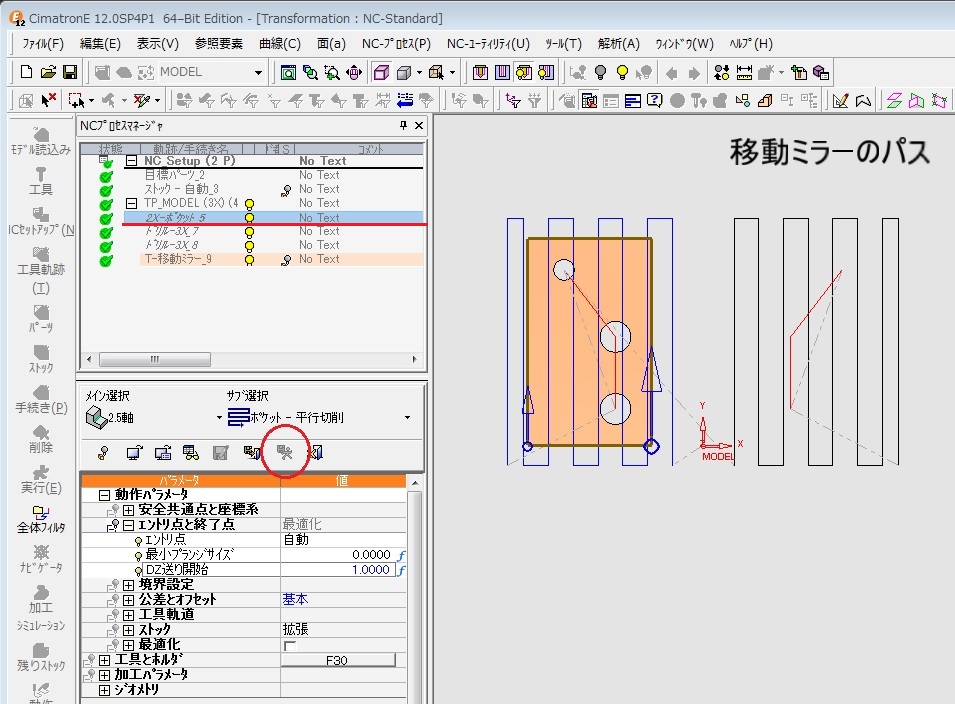 CimatronE 12.0SP4P1 64-Bit Edition - [Transformation : NC-Standard]
ﾌｧｲﾙ(F) 編集(E) 表示(V) 参照要素 曲線(C) 面(a) NC-ﾌﾟﾛｾｽ(P) NC-ﾕｰﾃｨﾘﾃｨ(U) ﾂｰﾙ(T) 解析(A) ｳｨﾝﾄﾞｳ(W) ﾍﾙﾌﾟ(H)
MODEL
ﾓﾃﾞﾙ読込み
工具
NCｾｯﾄｱｯﾌﾟ(N
工具軌跡
(T)
ﾊﾟｰﾂ
ｽﾄｯｸ
手続き(P)
削除
実行(E)
全体ﾌｨﾙﾀ
ﾅﾋﾞｹﾞｰﾀ
加工
ｼﾐｭﾚｰｼｮﾝ
残りｽﾄｯｸ
動作
NCﾌﾟﾛｾｽﾏﾈｰｼﾞｬ
状態 軌跡/手続き名 S ｺﾒﾝﾄ
NC_Setup (2 P) No Text
目標ﾊﾟｰﾂ_2 No Text
ｽﾄｯｸ - 自動_3 No Text
TP_MODEL (3X) (4 No Text
2X-ﾎﾟｹｯﾄ_5 No Text
ﾄﾞﾘﾙ-3X_7 No Text
ﾄﾞﾘﾙ-3X_8 No Text
T-移動ﾐﾗｰ_9 No Text
ﾒｲﾝ選択 ｻﾌﾞ選択
2.5軸 ﾎﾟｹｯﾄ - 平行切削
ﾊﾟﾗﾒｰﾀ 値
動作ﾊﾟﾗﾒｰﾀ
安全共通点と座標系
ｴﾝﾄﾘ点と終了点 最適化
ｴﾝﾄﾘ点 自動
最小ﾌﾟﾗﾝｼﾞｻｲｽﾞ 0.0000 f
DZ送り開始 1.0000 f
境界設定
公差とｵﾌｾｯﾄ 基本
工具軌道
ｽﾄｯｸ 拡張
最適化
工具とﾎﾙﾀﾞ F30
加工ﾊﾟﾗﾒｰﾀ
ｼﾞｵﾒﾄﾘ
移動ミラーのパス
Y
X
MODEL